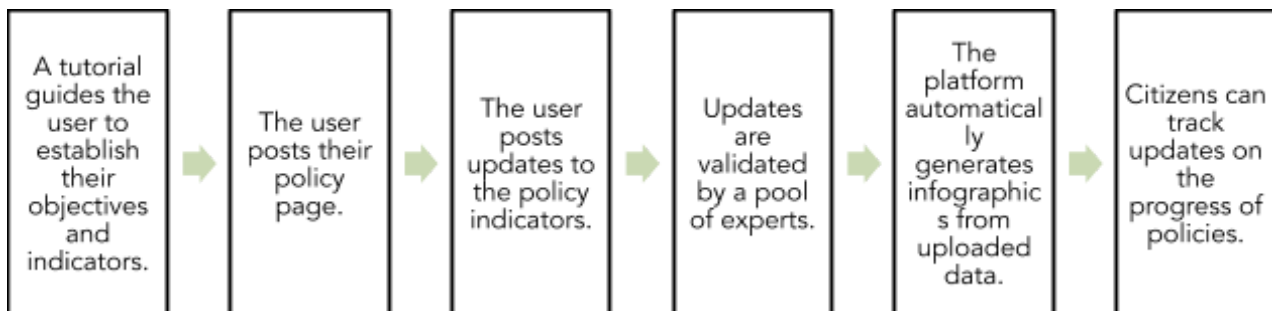 A tutorial
guides the
user to
establish
their
objectives
and
indicators.
The user
posts their
policy
page.
The user
posts
updates to
the policy
indicators.
Updates
are
validated
by a pool
of experts.
The
platform
automatical
ly
generates
infographic
s from
uploaded
data.
Citizens can
track
updates on
the
progress of
policies.